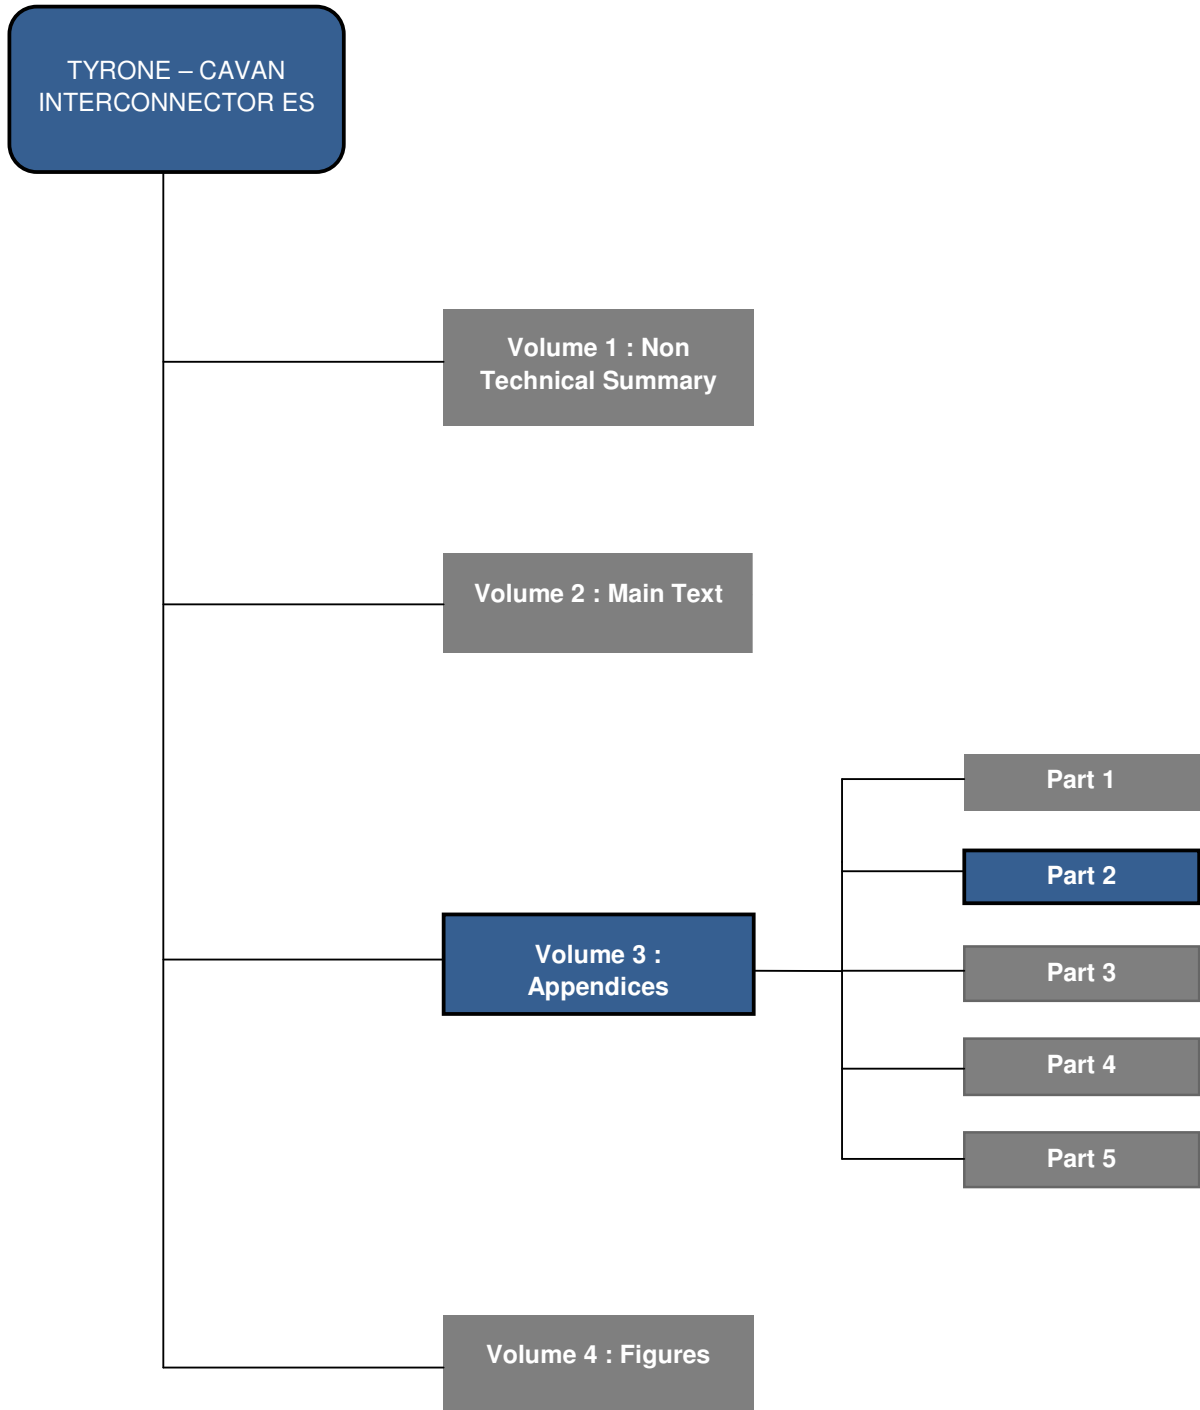 TYRONE – CAVAN
INTERCONNECTOR ES
Volume 1 : Non
Technical Summary
Volume 2 : Main Text
Volume 3 :
Appendices
Part 1
Part 2
Part 3
Part 4
Part 5
Volume 4 : Figures